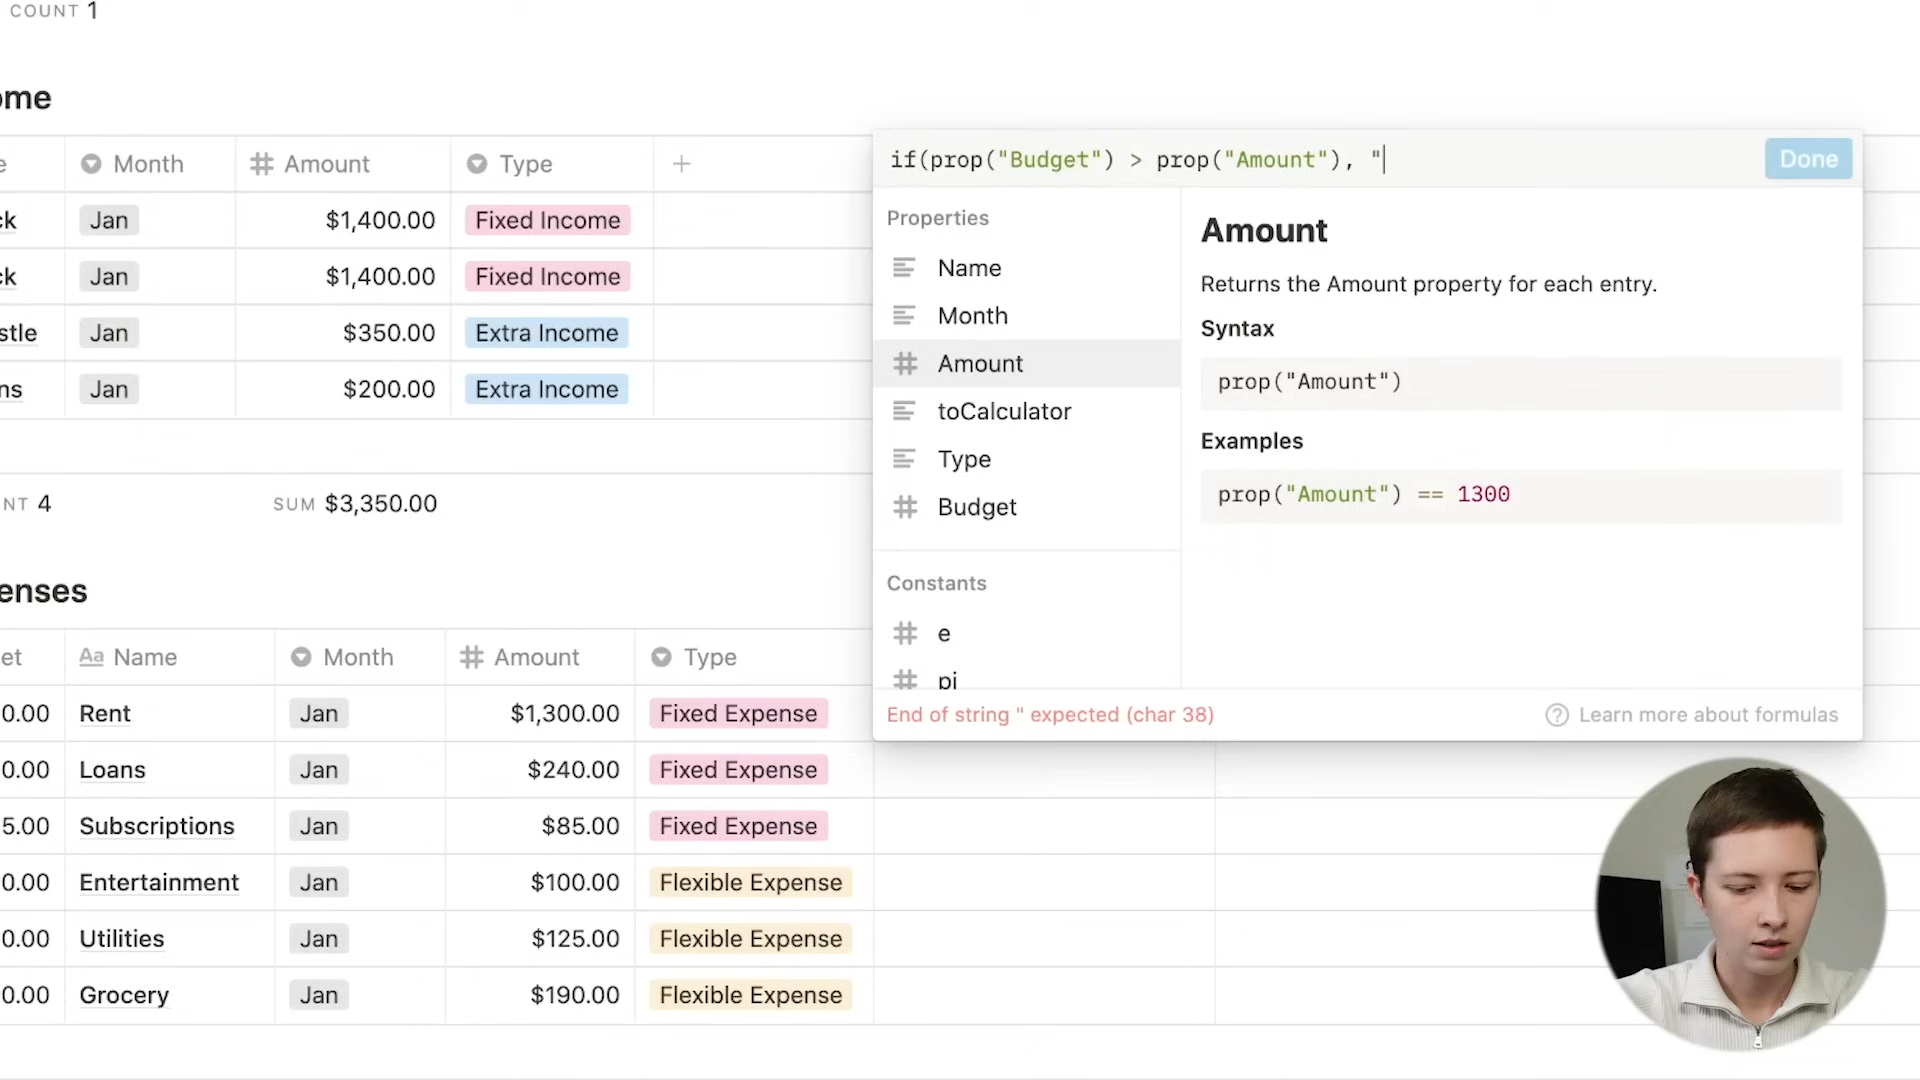 COUNT 1
ome
e Month Amount Type +
ck Jan $1,400.00 Fixed Income
ck Jan $1,400.00 Fixed Income
stle Jan $350.00 Extra Income
ns Jan $200.00 Extra Income
NT 4 SUM $3,350.00
enses
et Aa Name Month Amount Type
0.00 Rent Jan $1,300.00 Fixed Expense
0.00 Loans Jan $240.00 Fixed Expense
5.00 Subscriptions Jan $85.00 Fixed Expense
0.00 Entertainment Jan $100.00 Flexible Expense
0.00 Utilities Jan $125.00 Flexible Expense
0.00 Grocery Jan $190.00 Flexible Expense
if(prop("Budget") > prop("Amount"), "
Done
Properties
Name
Month
Amount
toCalculator
Type
Budget
Constants
e
pi
Amount
Returns the Amount property for each entry.
Syntax
prop("Amount")
Examples
prop("Amount") == 1300
End of string " expected (char 38)
? Learn more about formulas